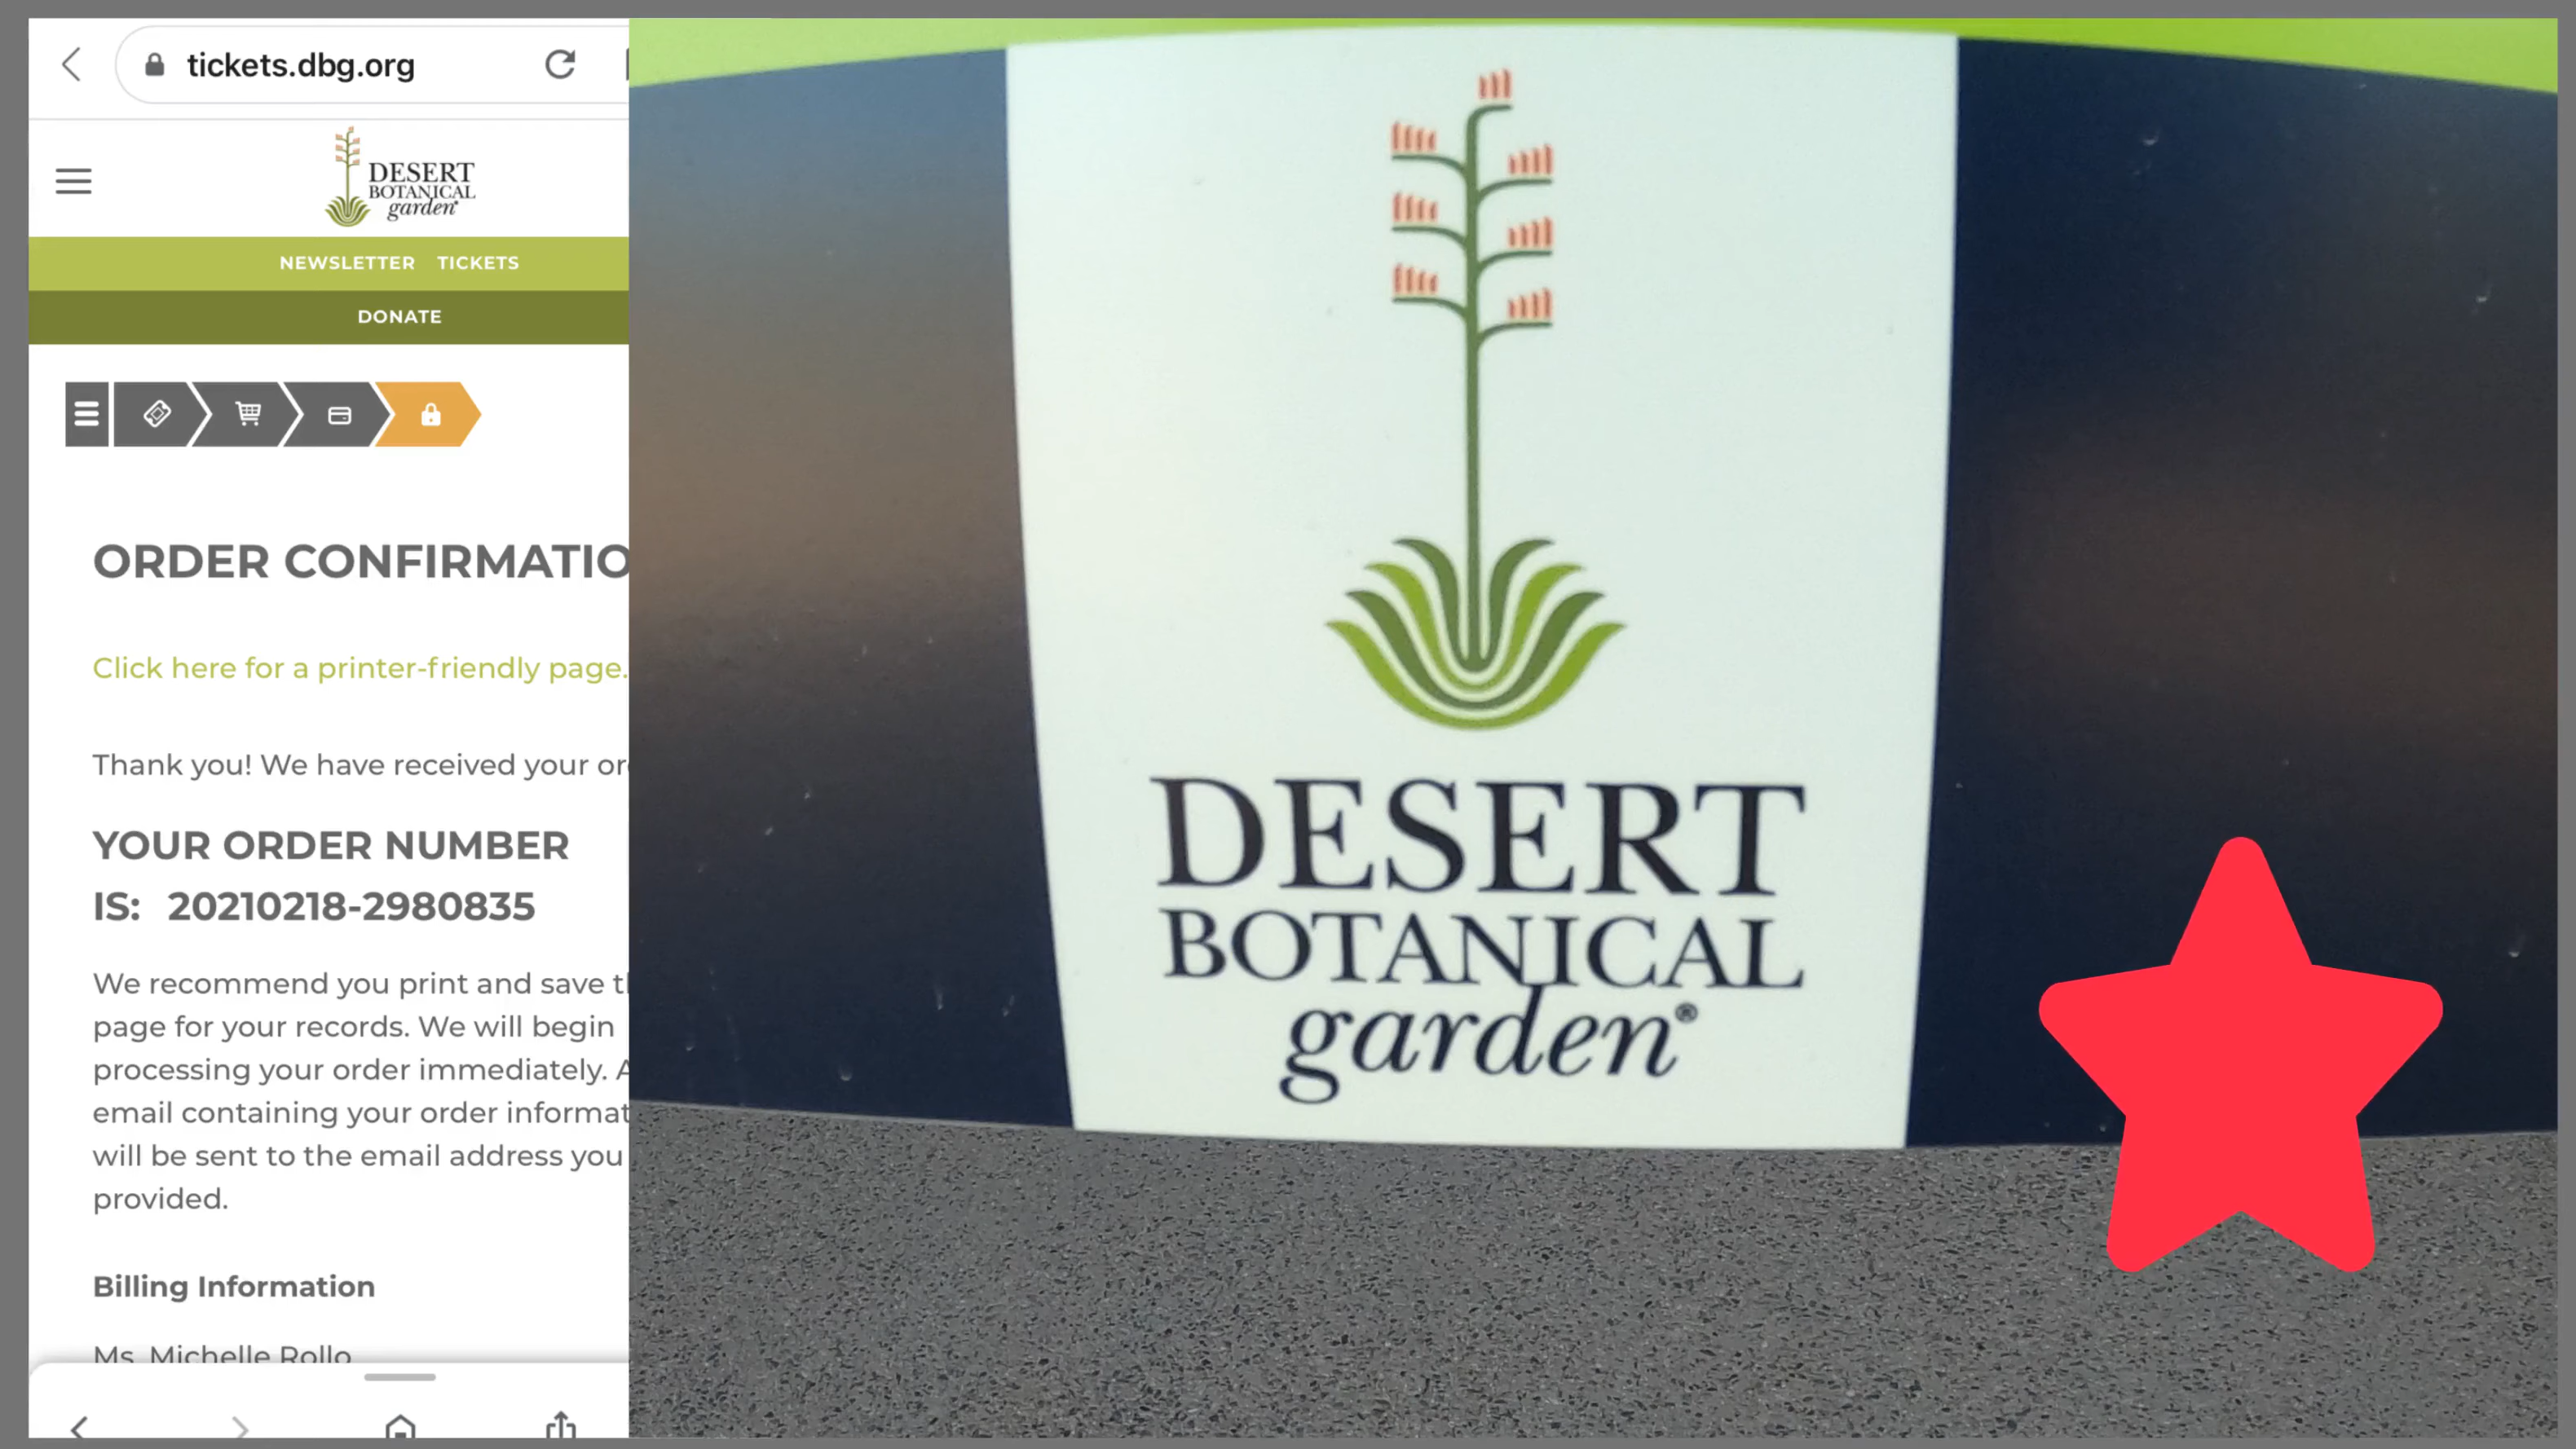 tickets.dbg.org
DESERT
BOTANICAL
garden
NEWSLETTER TICKETS
DONATE
ORDER CONFIRMATIO
Click here for a printer-friendly page.
Thank you! We have received your or
YOUR ORDER NUMBER
IS: 20210218-2980835
We recommend you print and save t
page for your records. We will begin
processing your order immediately. A
email containing your order informat
will be sent to the email address you
provided.
Billing Information
Ms. Michelle Rollo
DESERT
BOTANICAL
garden®